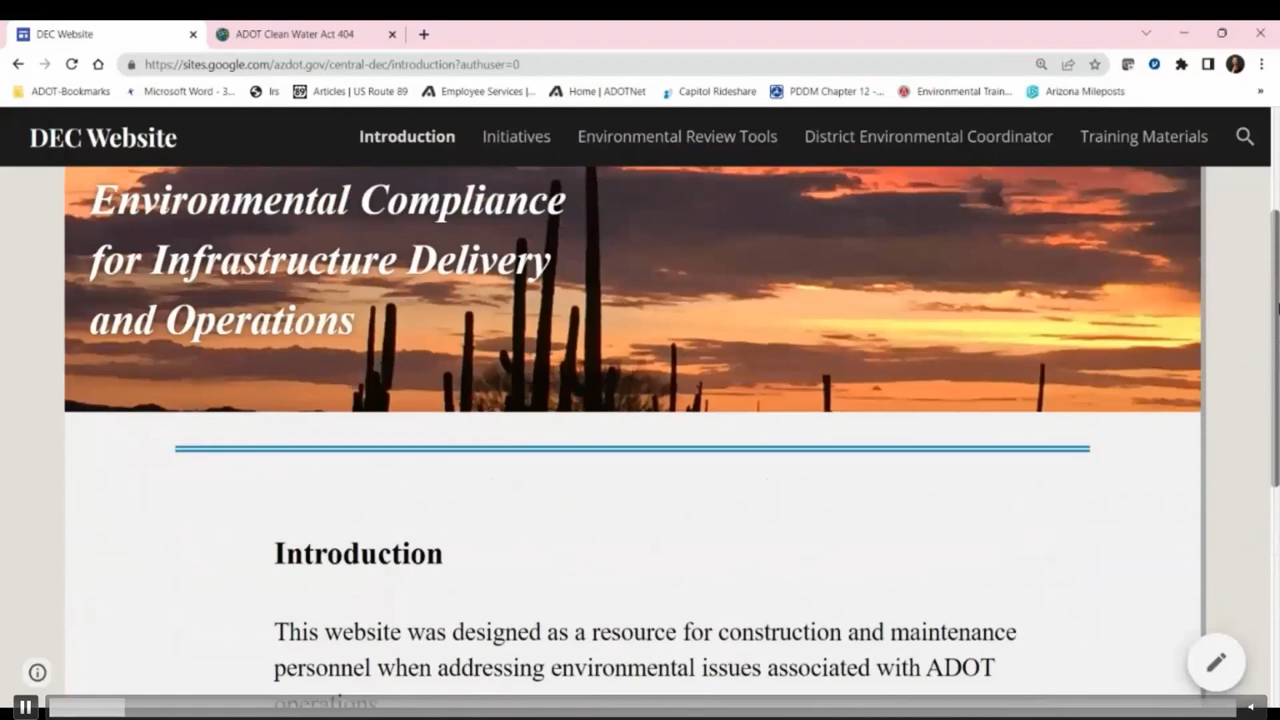 DEC Website
ADOT Clean Water Act 404
https://sites.google.com/azdot.gov/central-dec/introduction?authuser=0
ADOT-Bookmarks
Microsoft Word - 3...
Irs
89
Articles | US Route 89
Employee Services |...
Home | ADOTNet
Capitol Rideshare
PDDM Chapter 12 -...
Environmental Train...
Arizona Mileposts
DEC Website
Introduction
Initiatives
Environmental Review Tools
District Environmental Coordinator
Training Materials
Environmental Compliance
for Infrastructure Delivery
and Operations
Introduction
This website was designed as a resource for construction and maintenance
personnel when addressing environmental issues associated with ADOT
operations